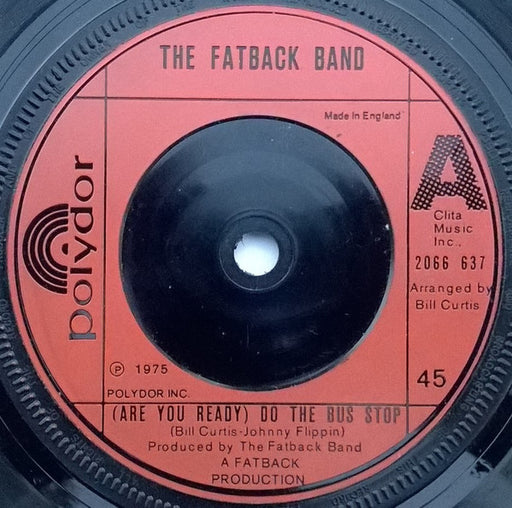 THE FATBACK BAND
Made In England
polydor
A
Clita
Music
Inc.,
2066 637
Arranged by
Bill Curtis
℗ 1975
POLYDOR INC.
45
(ARE YOU READY) DO THE BUS STOP
(Bill Curtis-Johnny Flippin)
Produced by The Fatback Band
A FATBACK
PRODUCTION